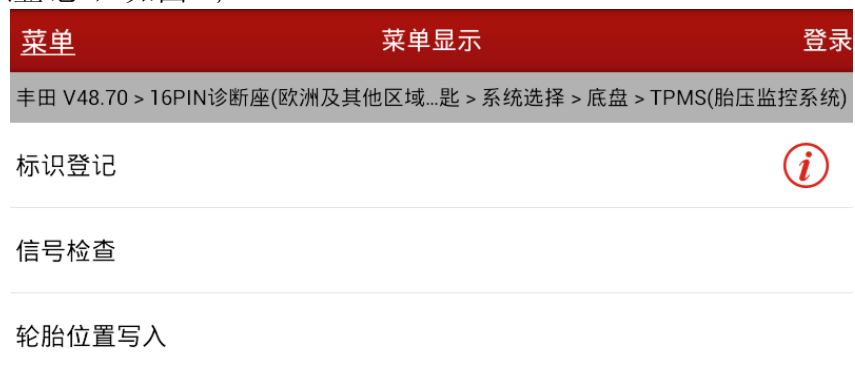 菜单 菜单显示 登录
丰田 V48.70 > 16PIN诊断座(欧洲及其他区域...匙 > 系统选择 > 底盘 > TPMS(胎压监控系统)
标识登记 i
信号检查
轮胎位置写入